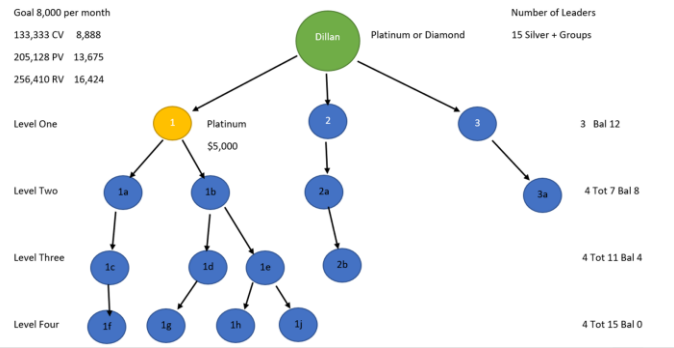 Goal 8,000 per month
Number of Leaders
133,333 CV 8,888
Dillan
Platinum or Diamond
15 Silver + Groups
205,128 PV 13,675
256,410 RV 16,424
Level One
1
Platinum
2
3
3 Bal 12
$5,000
Level Two
1a
1b
2a
3a
4 Tot 7 Bal 8
Level Three
1c
1d
1e
2b
4 Tot 11 Bal 4
Level Four
1f
1g
1h
1j
4 Tot 15 Bal 0